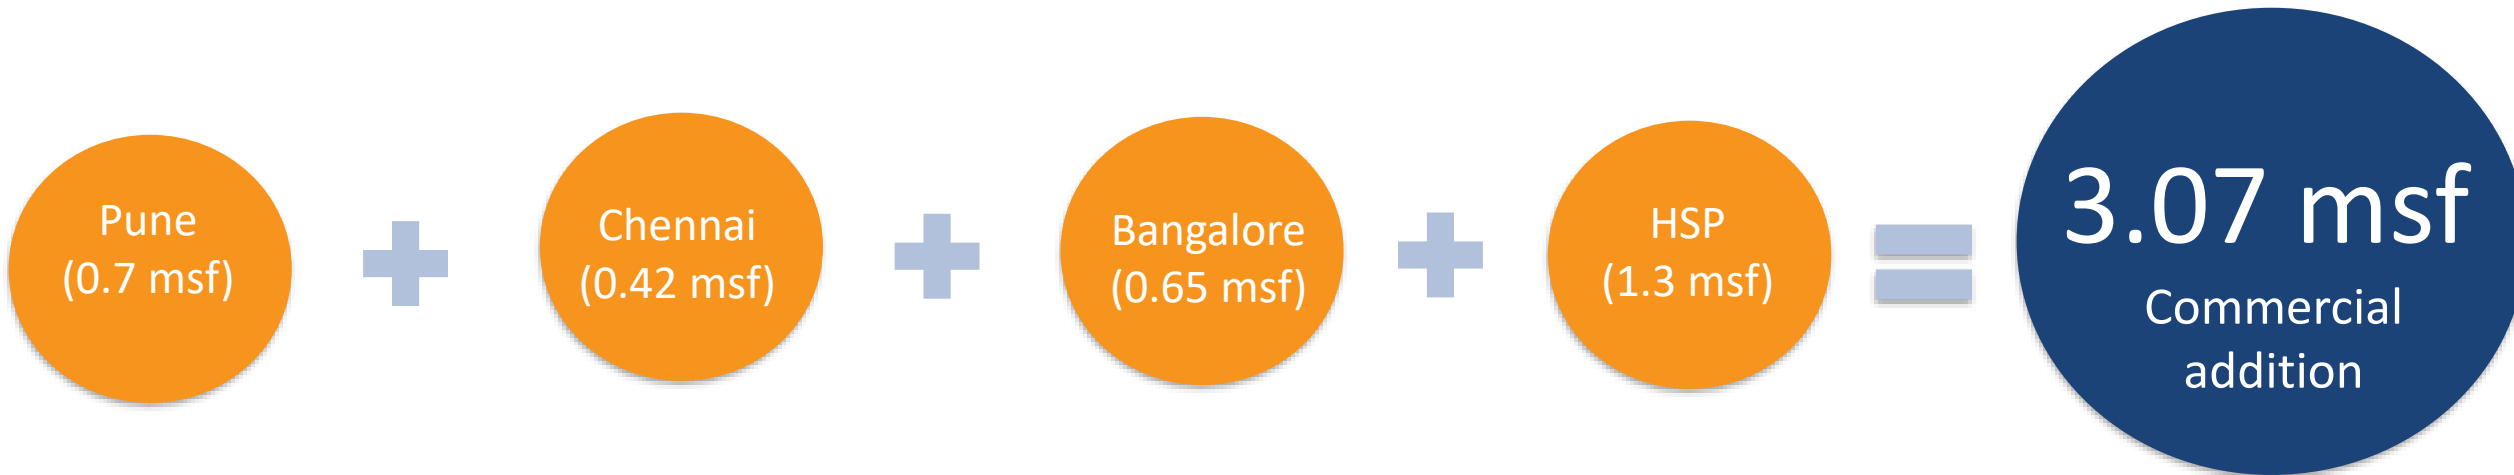 Pune
(0.7 msf)
Chennai
(0.42 msf)
Bangalore
(0.65 msf)
HSP
(1.3 msf)
3.07 msf
Commercial
addition